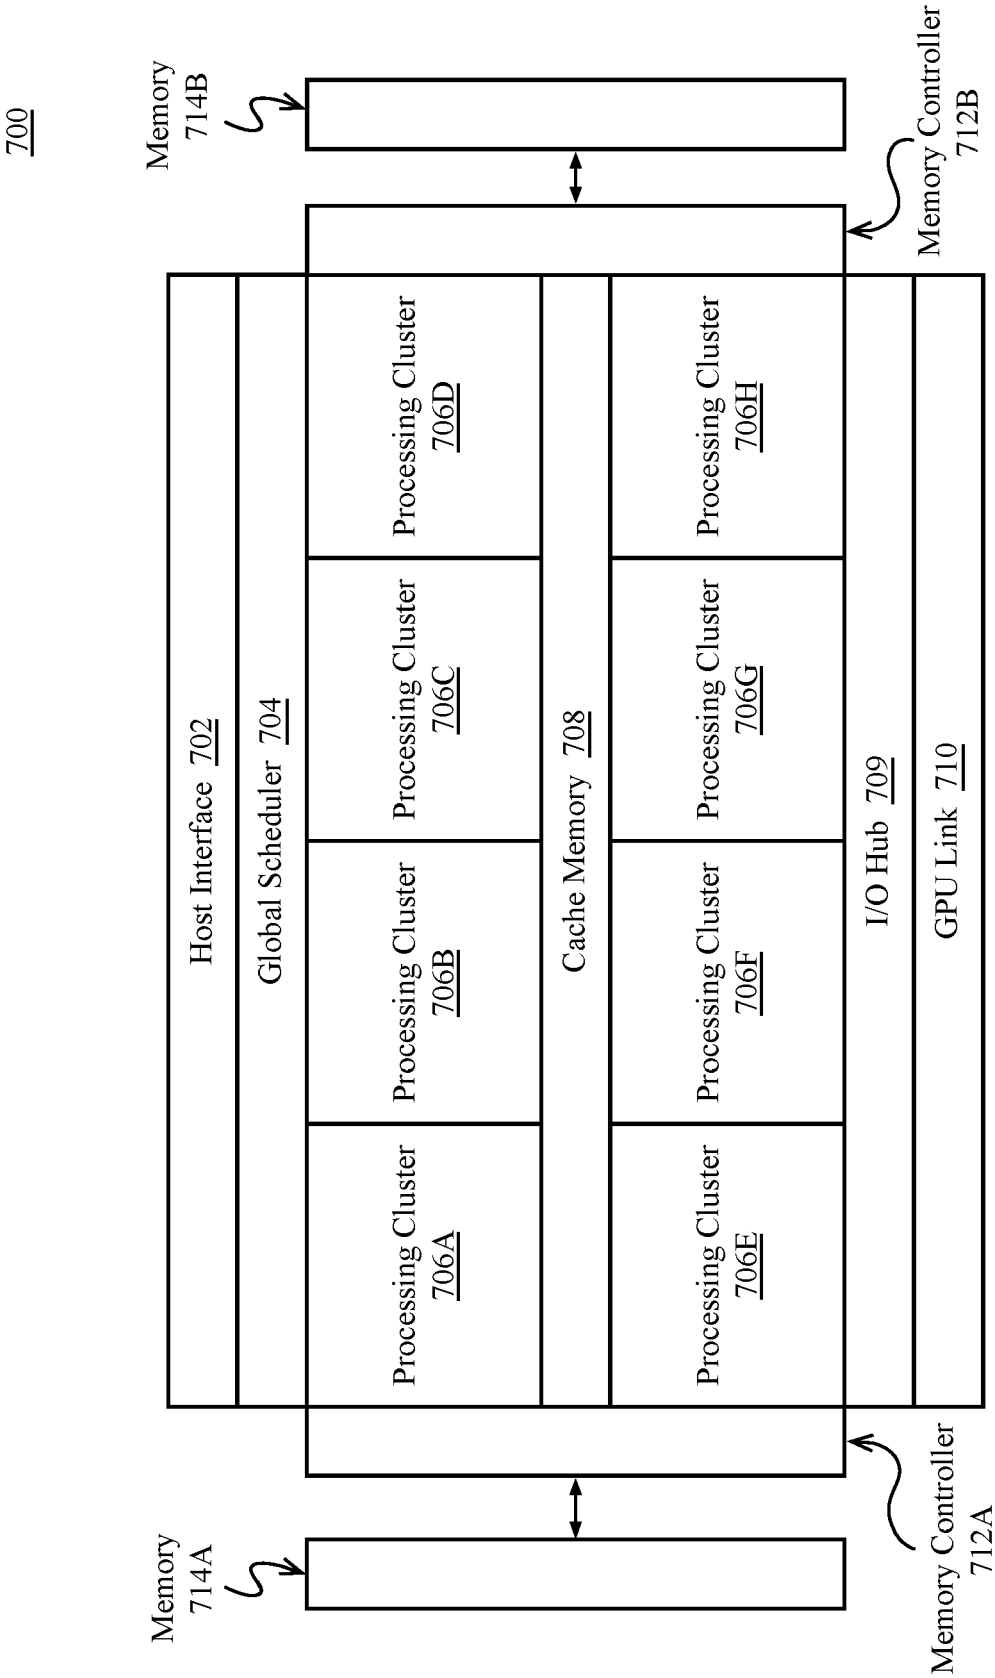 700
Memory
714A
Memory
714B
Host Interface 702
Global Scheduler 704
Processing Cluster
706A
Processing Cluster
706B
Processing Cluster
706C
Processing Cluster
706D
Cache Memory 708
Processing Cluster
706E
Processing Cluster
706F
Processing Cluster
706G
Processing Cluster
706H
I/O Hub 709
GPU Link 710
Memory Controller
712A
Memory Controller
712B